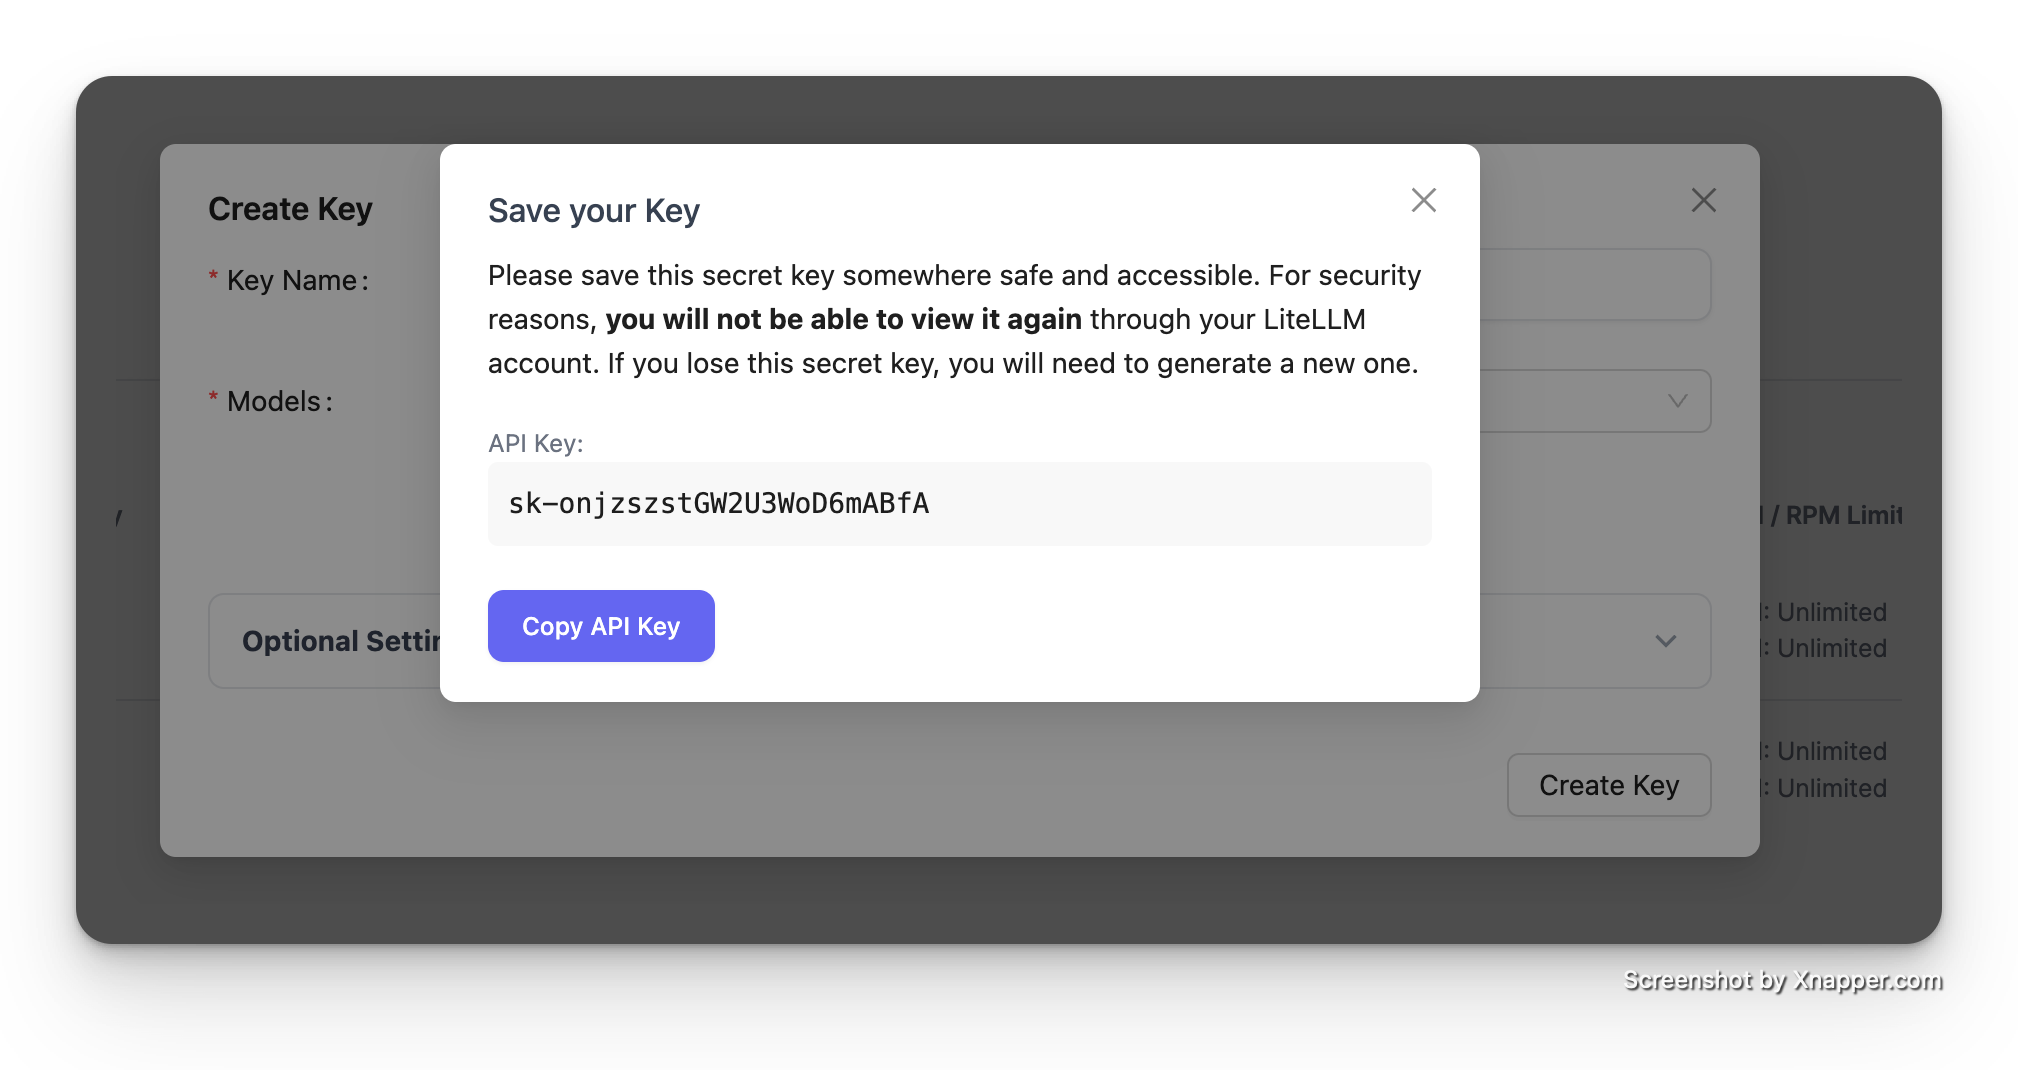 Create Key
* Key Name:
* Models:
Optional Settin
Create Key
Save your Key
Please save this secret key somewhere safe and accessible. For security
reasons, you will not be able to view it again through your LiteLLM
account. If you lose this secret key, you will need to generate a new one.
API Key:
sk-onjzszstGW2U3WoD6mABfA
Copy API Key
/ RPM Limit
: Unlimited
: Unlimited
: Unlimited
: Unlimited
Screenshot by Xnapper.com